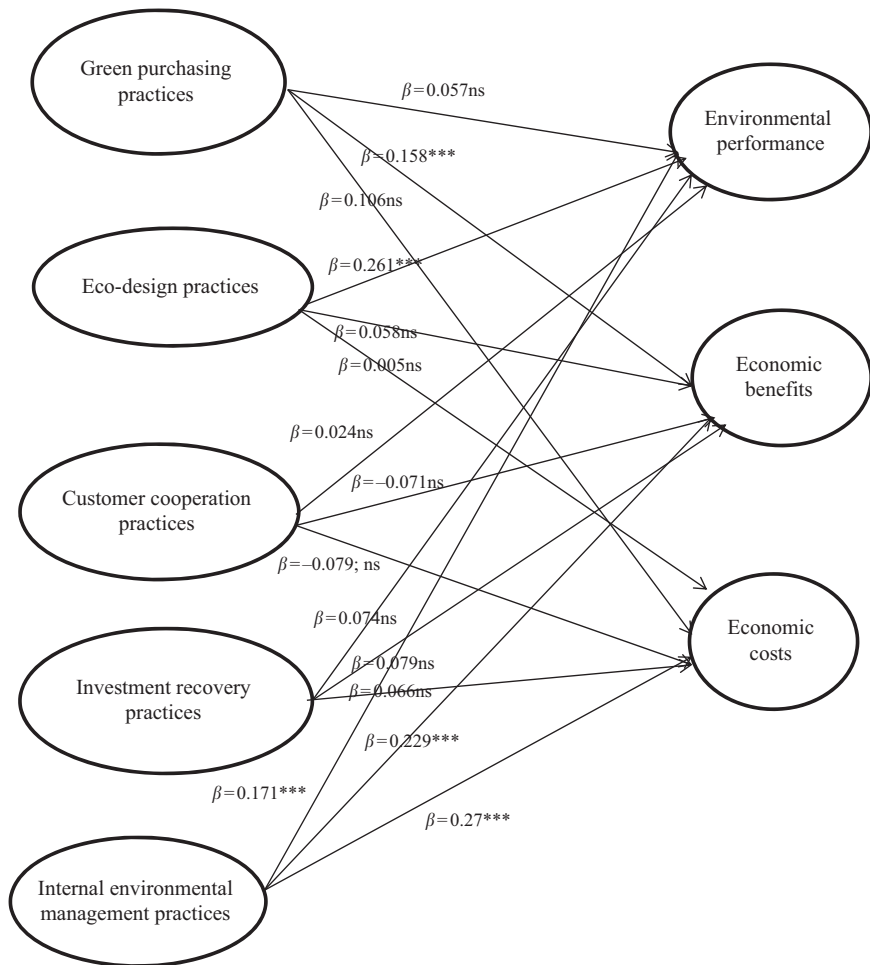 Green purchasing
practices
β=0.057ns
Environmental
performance
β=0.158***
β=0.106ns
Eco-design practices
β=0.261***
β=0.058ns
β=0.005ns
Economic
benefits
β=0.024ns
β=–0.071ns
Customer cooperation
practices
β=–0.079; ns
β=0.074ns
Economic
costs
β=0.079ns
β=0.066ns
Investment recovery
practices
β=0.229***
β=0.171***
β=0.27***
Internal environmental
management practices